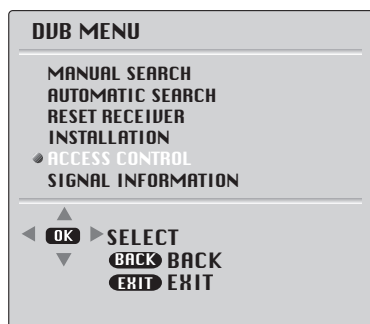 DVB MENU
MANUAL SEARCH
AUTOMATIC SEARCH
RESET RECEIVER
INSTALLATION
ACCESS CONTROL
SIGNAL INFORMATION
OK SELECT
BACK BACK
EXIT EXIT